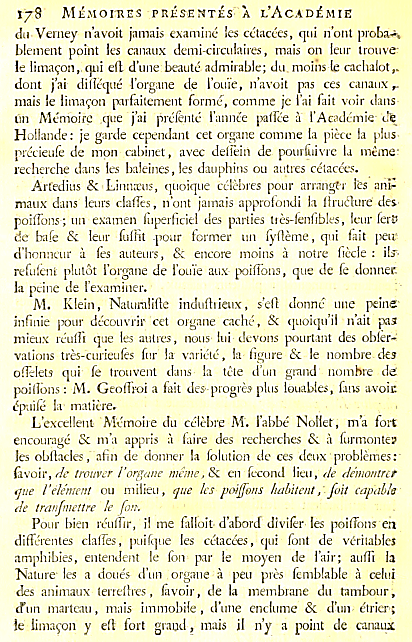 178 MÉMOIRES PRÉSENTÉS À L'ACADÉMIE
du Verney n'avoit jamais examiné les cétacées, qui n'ont proba-
blement point les canaux demi-circulaires, mais on leur trouve
le limaçon, qui est d'une beauté admirable; du moins le cachalot,
dont j'ai disséqué l'organe de l'ouïe, n'avoit pas ces canaux,
mais le limaçon parfaitement formé, comme je l'ai fait voir dans
un Mémoire que j'ai présenté l'année passée à l'Académie de
Hollande: je garde cependant cet organe comme la pièce la plus
précieuse de mon cabinet, avec dessein de poursuivre la même
recherche dans les baleines, les dauphins ou autres cétacées.
Artedius & Linnæus, quoique célèbres pour arranger les ani-
maux dans leurs classes, n'ont jamais approfondi la structure des
poissons; un examen superficiel des parties très-sensibles, leur sert
de base & leur suffit pour former un système, qui fait peu
d'honneur à ses auteurs, & encore moins à notre siècle: ils
refusent plutôt l'organe de l'ouïe aux poissons, que de se donner
la peine de l'examiner.
M. Klein, Naturaliste industrieux, s'est donné une peine
infinie pour découvrir cet organe caché, & quoiqu'il n'ait pas
mieux réussi que les autres, nous lui devons pourtant des obser-
vations très-curieuses sur la variété, la figure & le nombre des
osselets qui se trouvent dans la tête d'un grand nombre de
poissons: M. Geoffroi a fait des progrès plus louables, sans avoir
épuisé la matière.
L'excellent Mémoire du célèbre M. l'abbé Nollet, m'a fort
encouragé & m'a appris à faire des recherches & à surmonter
les obstacles, afin de donner la solution de ces deux problèmes:
savoir, de trouver l'organe même, & en second lieu, de démontrer
que l'élément ou milieu, que les poissons habitent, soit capable
de transmettre le son.
Pour bien réussir, il me falloit d'abord diviser les poissons en
différentes classes, puisque les cétacées, qui sont de véritables
amphibies, entendent le son par le moyen de l'air; aussi la
Nature les a doués d'un organe à peu près semblable à celui
des animaux terrestres, savoir, de la membrane du tambour,
d'un marteau, mais immobile, d'une enclume & d'un étrier;
le limaçon y est fort grand, mais il n'y a point de canaux